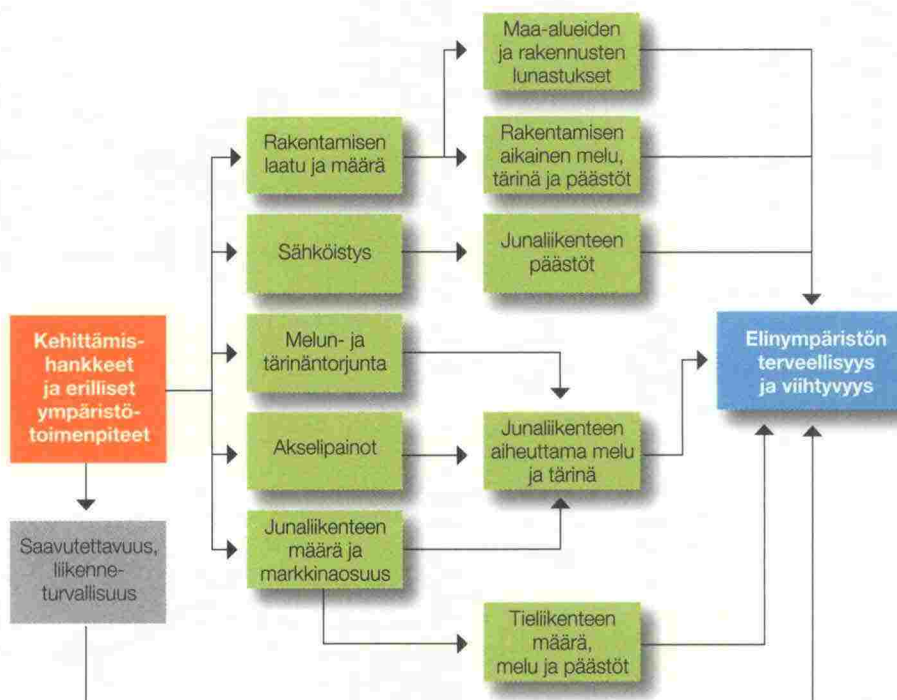 Kehittämis-
hankkeet
ja erilliset
ympäristö-
toimenpiteet
Saavutettavuus,
liikenne-
turvallisuus
Rakentamisen
laatu ja määrä
Sähköistys
Melun- ja
tärinäntorjunta
Akselipainot
Junaliikenteen
määrä ja
markkinaosuus
Maa-alueiden
ja rakennusten
lunastukset
Rakentamisen
aikainen melu,
tärinä ja päästöt
Junaliikenteen
päästöt
Junaliikenteen
aiheuttama melu
ja tärinä
Tieliikenteen
määrä,
melu ja päästöt
Elinympäristön
terveellisyys
ja viihtyvyys